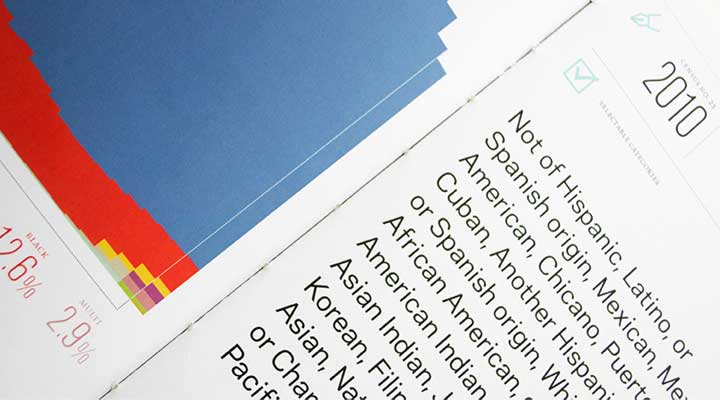 BLACK
12.6%
MULTI
2.9%
CENSUS NO. 23
2010
SELECTABLE CATEGORIES
Not of Hispanic, Latino, or
Spanish origin, Mexican, Mex
American, Chicano, Puerto
Cuban, Another Hispani
or Spanish origin, Whi
African American,
American Indian
Asian Indian, J
Korean, Filip
Asian, Nat
or Char
Pacifi